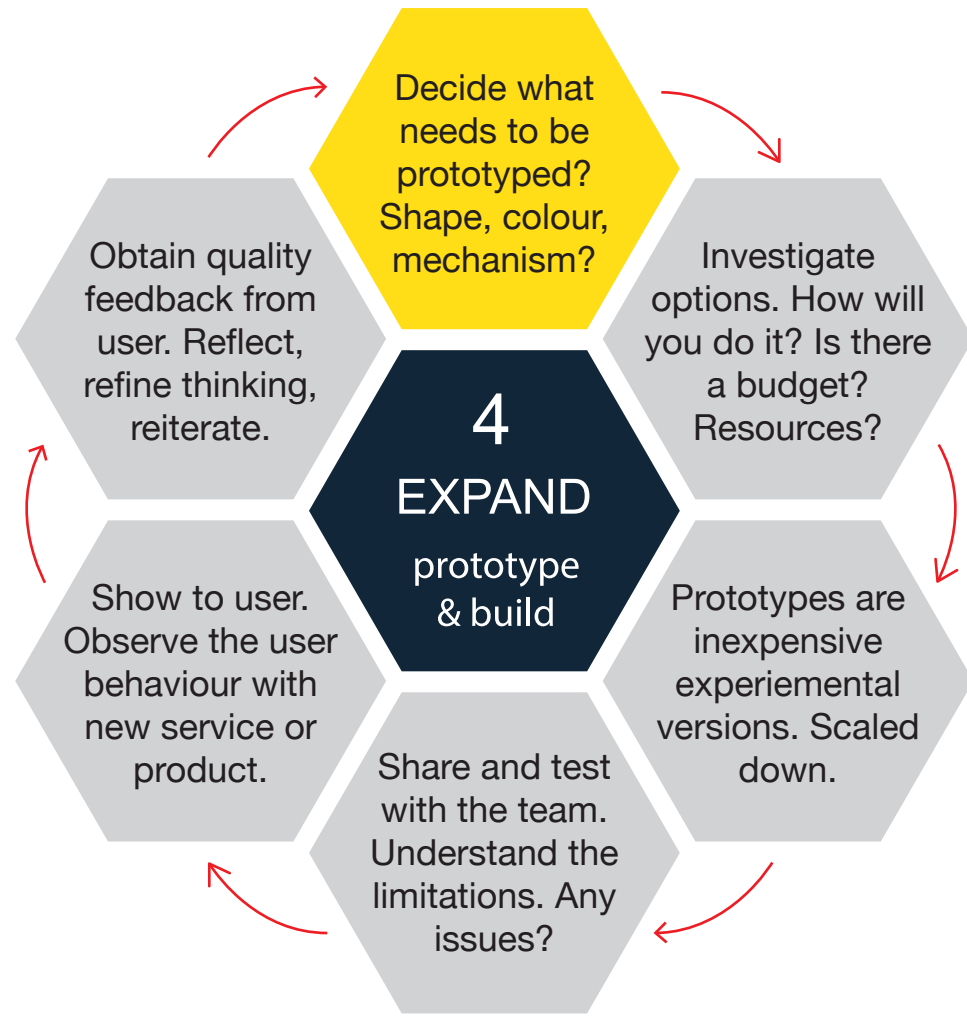 Decide what
needs to be
prototyped?
Shape, colour,
mechanism?
Investigate
options. How will
you do it? Is there
a budget?
Resources?
Prototypes are
inexpensive
experiemental
versions. Scaled
down.
Share and test
with the team.
Understand the
limitations. Any
issues?
Show to user.
Observe the user
behaviour with
new service or
product.
Obtain quality
feedback from
user. Reflect,
refine thinking,
reiterate.
4
EXPAND
prototype
& build